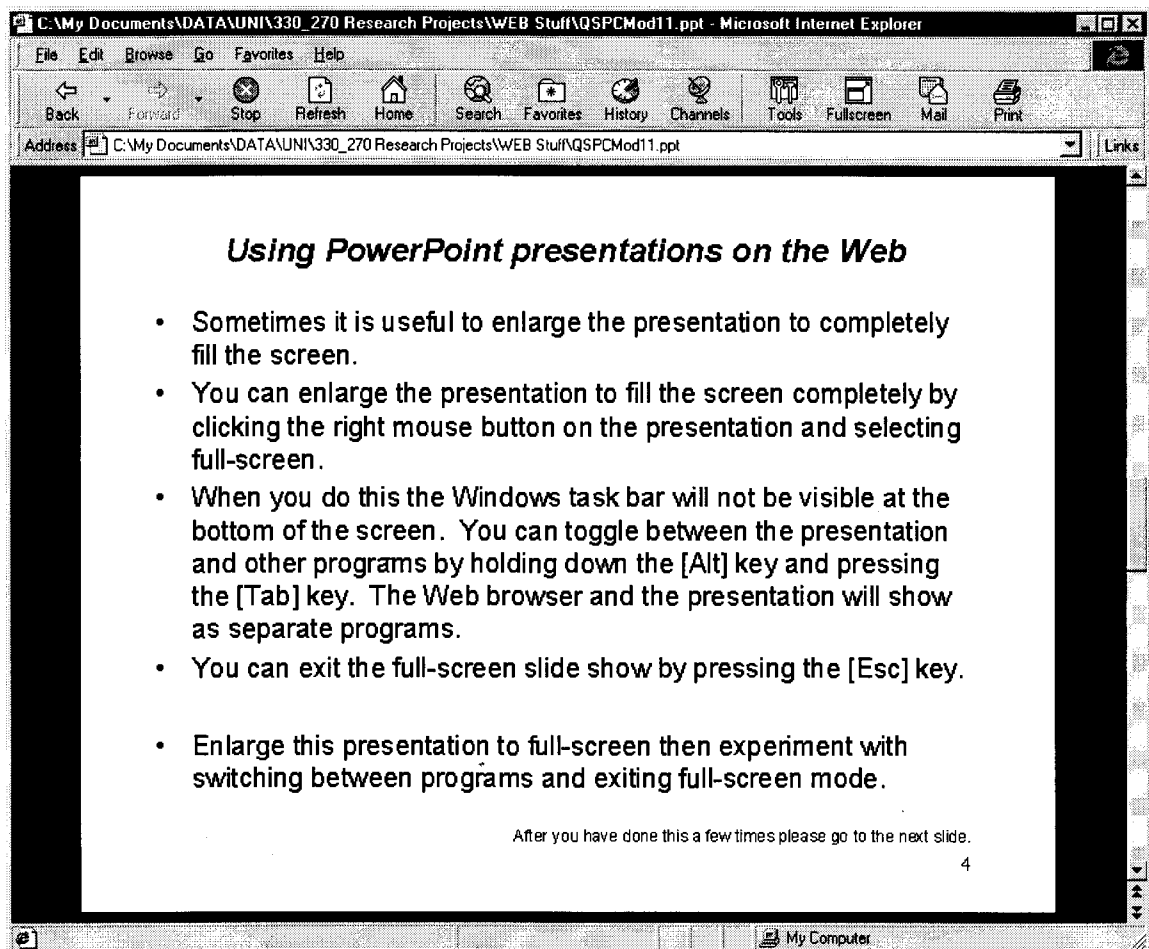 C:\My Documents\DATA\UNI\330_270 Research Projects\WEB Stuff\QSPCMod11.ppt - Microsoft Internet Explorer
File Edit Browse Go Favorites Help
Back Forward Stop Refresh Home Search Favorites History Channels Tools Fullscreen Mail Print
Address C:\My Documents\DATA\UNI\330_270 Research Projects\WEB Stuff\QSPCMod11.ppt Links
Using PowerPoint presentations on the Web
• Sometimes it is useful to enlarge the presentation to completely
fill the screen.
• You can enlarge the presentation to fill the screen completely by
clicking the right mouse button on the presentation and selecting
full-screen.
• When you do this the Windows task bar will not be visible at the
bottom of the screen. You can toggle between the presentation
and other programs by holding down the [Alt] key and pressing
the [Tab] key. The Web browser and the presentation will show
as separate programs.
• You can exit the full-screen slide show by pressing the [Esc] key.
• Enlarge this presentation to full-screen then experiment with
switching between programs and exiting full-screen mode.
After you have done this a few times please go to the next slide.
4
My Computer